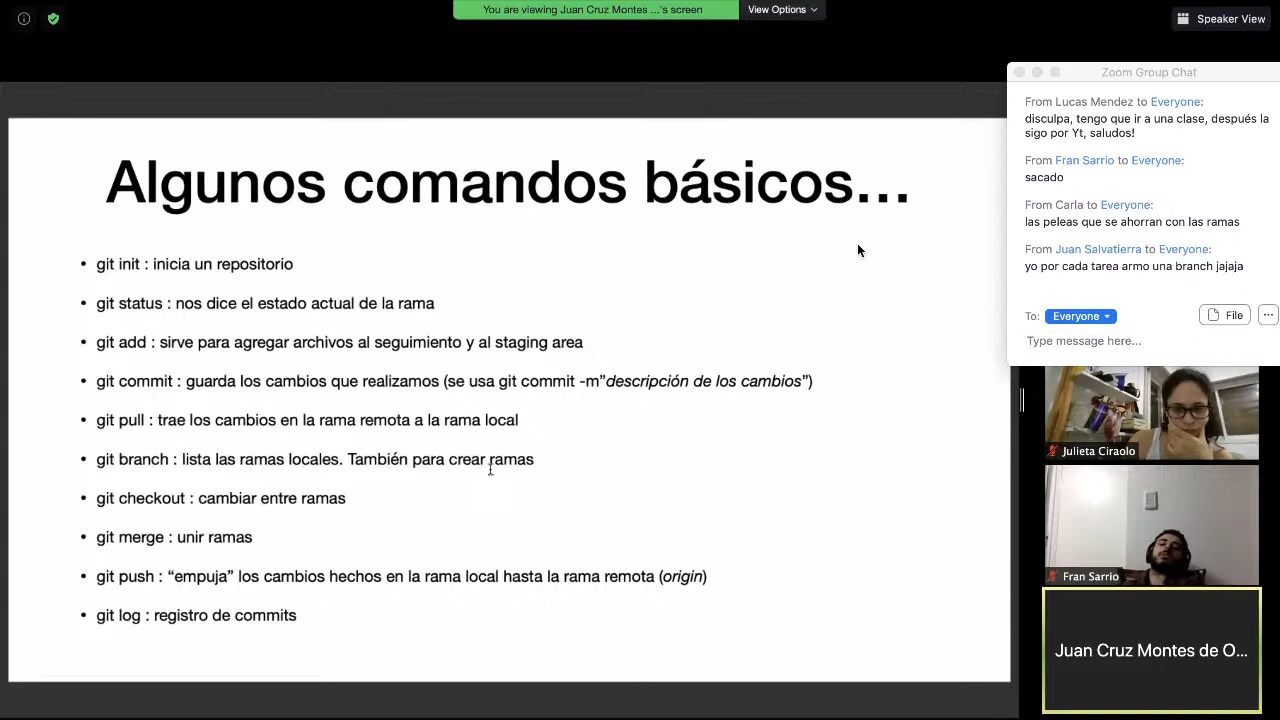 You are viewing Juan Cruz Montes ...'s screen
View Options
Speaker View
Zoom Group Chat
From Lucas Mendez to Everyone:
disculpa, tengo que ir a una clase, después la
sigo por Yt, saludos!
From Fran Sarrio to Everyone:
sacado
From Carla to Everyone:
las peleas que se ahorran con las ramas
From Juan Salvatierra to Everyone:
yo por cada tarea armo una branch jajaja
To: Everyone
File
...
Type message here...
Algunos comandos básicos...
• git init : inicia un repositorio
• git status : nos dice el estado actual de la rama
• git add : sirve para agregar archivos al seguimiento y al staging area
• git commit : guarda los cambios que realizamos (se usa git commit -m”descripción de los cambios”)
• git pull : trae los cambios en la rama remota a la rama local
• git branch : lista las ramas locales. También para crear ramas
• git checkout : cambiar entre ramas
• git merge : unir ramas
• git push : “empuja” los cambios hechos en la rama local hasta la rama remota (origin)
• git log : registro de commits
Julieta Ciraolo
Fran Sarrio
Juan Cruz Montes de O...